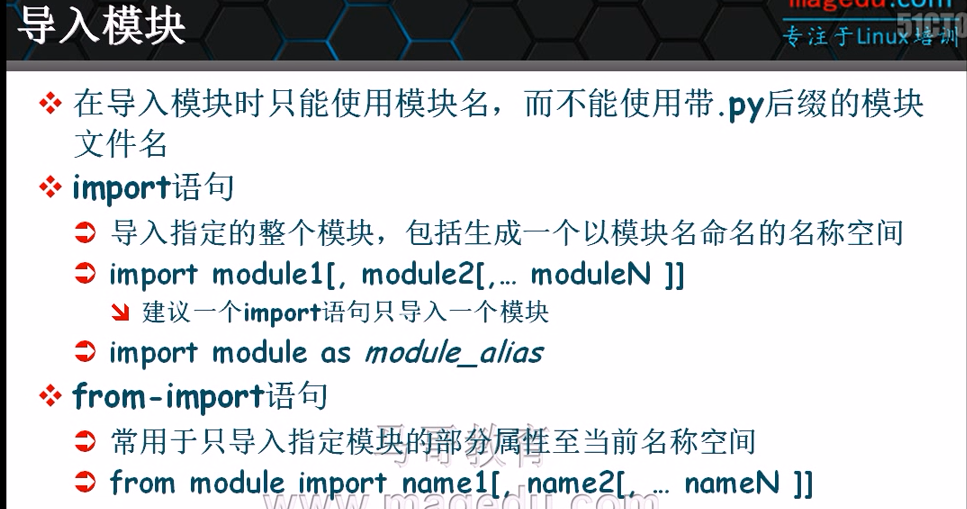 导入模块
magedu.com
51CTO
专注于Linux培训
在导入模块时只能使用模块名，而不能使用带.py后缀的模块
文件名
import语句
导入指定的整个模块，包括生成一个以模块名命名的名称空间
import module1[, module2[,… moduleN ]]
建议一个import语句只导入一个模块
import module as module_alias
from-import语句
常用于只导入指定模块的部分属性至当前名称空间
马哥教育
from module import name1[, name2[, … nameN ]]
www.magedu.com